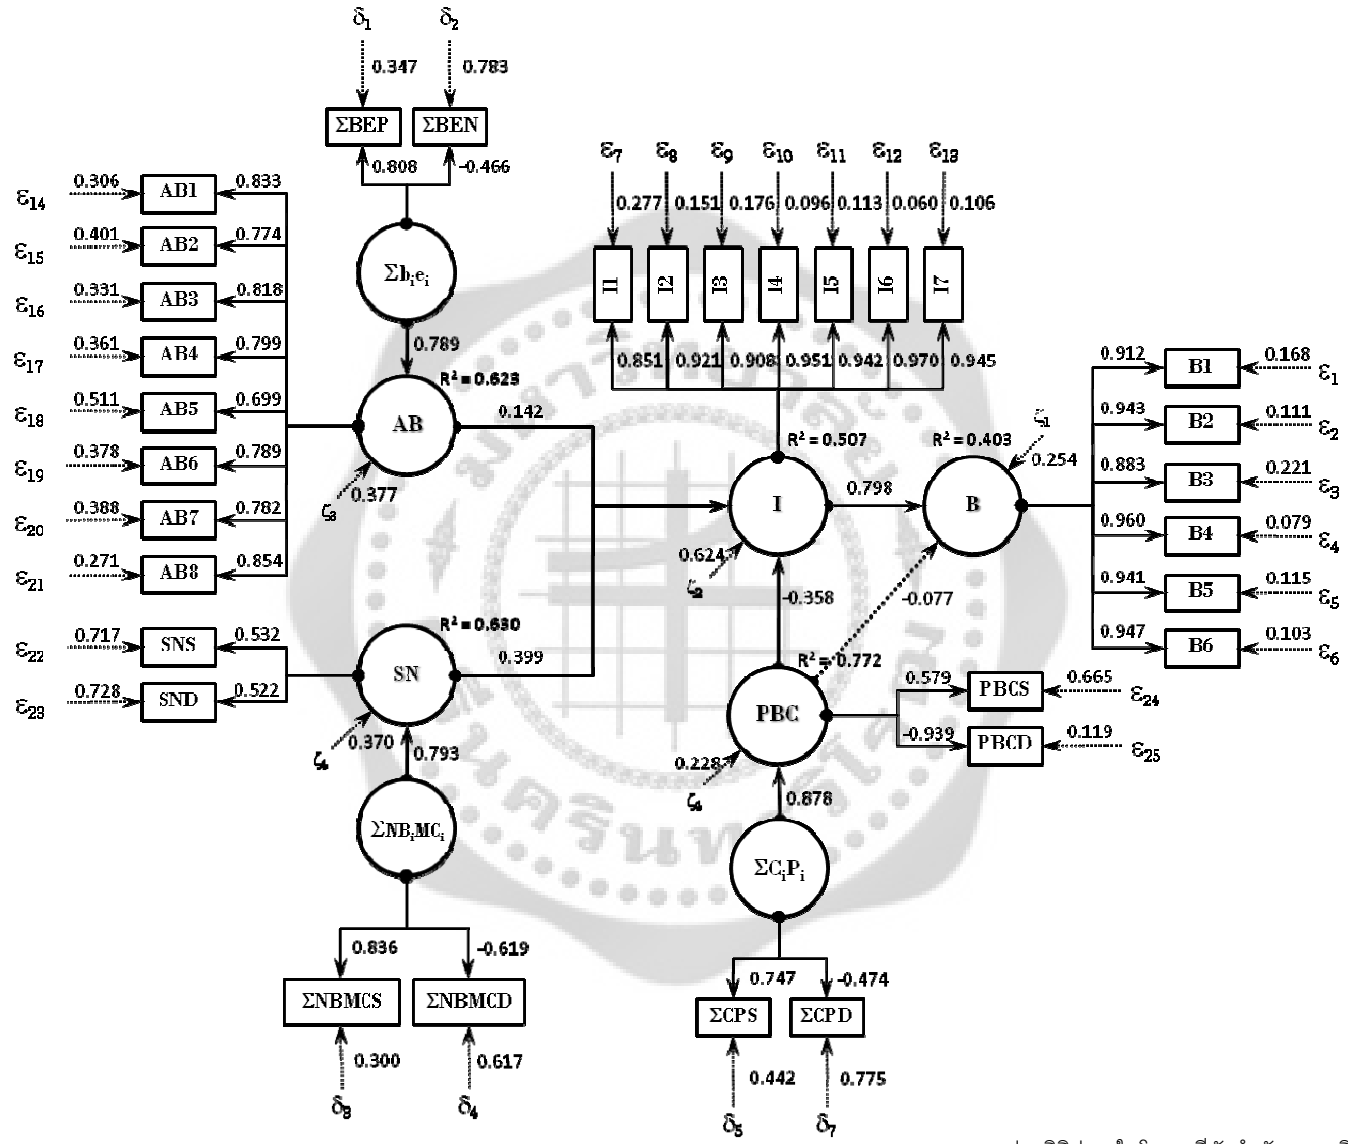 δ1 δ2
0.347 0.783
ΣBEP ΣBEN
0.808 -0.466
Σbiei
0.789
R² = 0.623
AB
0.142
0.377
ζ3
ε14 0.306 AB1 0.833
ε15 0.401 AB2 0.774
ε16 0.331 AB3 0.818
ε17 0.361 AB4 0.799
ε18 0.511 AB5 0.699
ε19 0.378 AB6 0.789
ε20 0.388 AB7 0.782
ε21 0.271 AB8 0.854
ε22 0.717 SNS 0.532
ε23 0.728 SND 0.522
R² = 0.630
SN
0.399
0.370
0.793
ΣNBiMCi
0.836 -0.619
ΣNBMCS ΣNBMCD
0.300 0.617
δ3 δ4
ε7 ε8 ε9 ε10 ε11 ε12 ε13
0.277 0.151 0.176 0.096 0.113 0.060 0.106
I1 I2 I3 I4 I5 I6 I7
0.851 0.921 0.908 0.951 0.942 0.970 0.945
R² = 0.507
I
0.798
0.624
ζ2
-0.358
-0.077
R² = 0.403
ζ1
0.254
B
0.912 B1 0.168 ε1
0.943 B2 0.111 ε2
0.883 B3 0.221 ε3
0.960 B4 0.079 ε4
0.941 B5 0.115 ε5
0.947 B6 0.103 ε6
R² = 0.772
PBC
0.228
0.579 PBCS 0.665 ε24
-0.939 PBCD 0.119 ε25
0.878
ΣCiPi
0.747 -0.474
ΣCPS ΣCPD
0.442 0.775
δ5 δ7